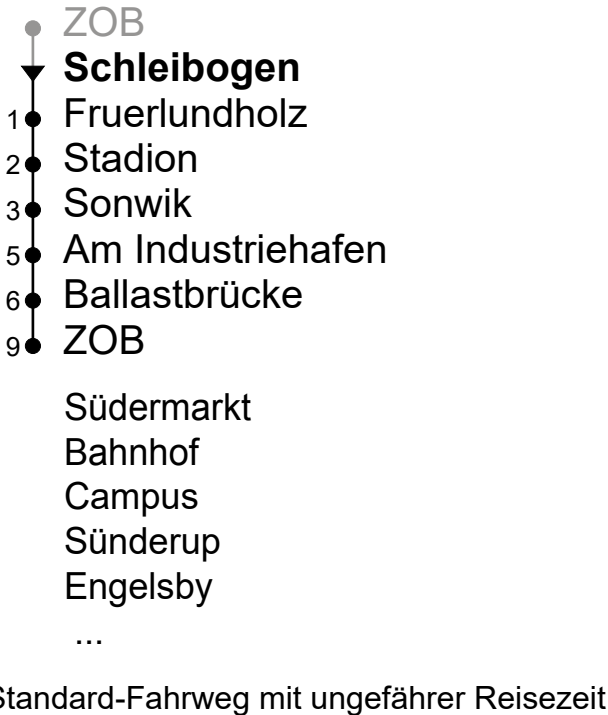 ZOB
Schleibogen
1 Fruerlundholz
2 Stadion
3 Sonwik
5 Am Industriehafen
6 Ballastbrücke
9 ZOB
Südermarkt
Bahnhof
Campus
Sünderup
Engelsby
...
Standard-Fahrweg mit ungefährer Reisezeit